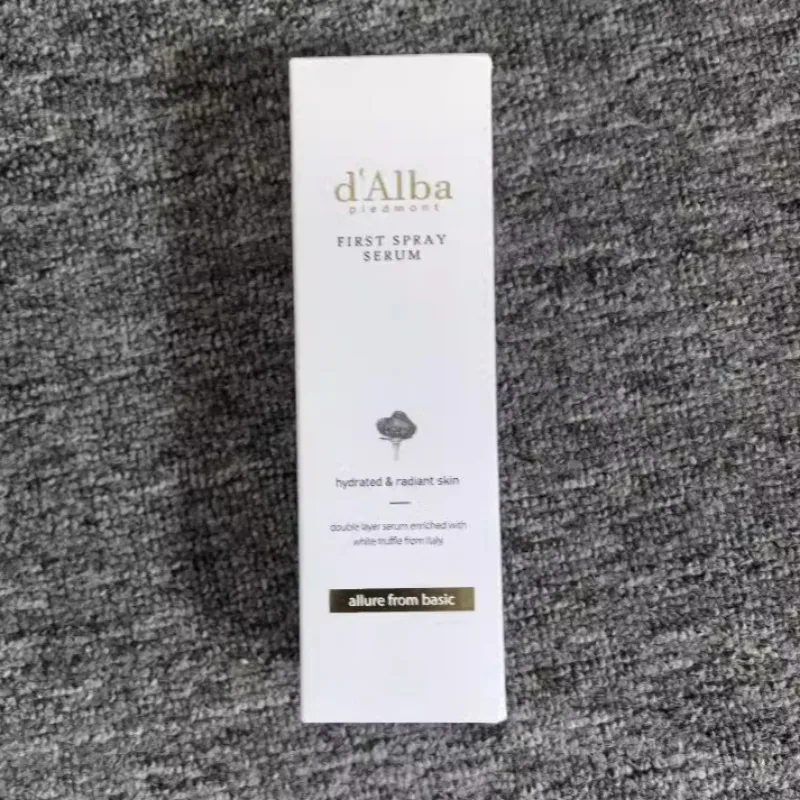 d'Alba
piedmont
FIRST SPRAY
SERUM
hydrated & radiant skin
double layer serum enriched with
white truffle from Italy.
allure from basic